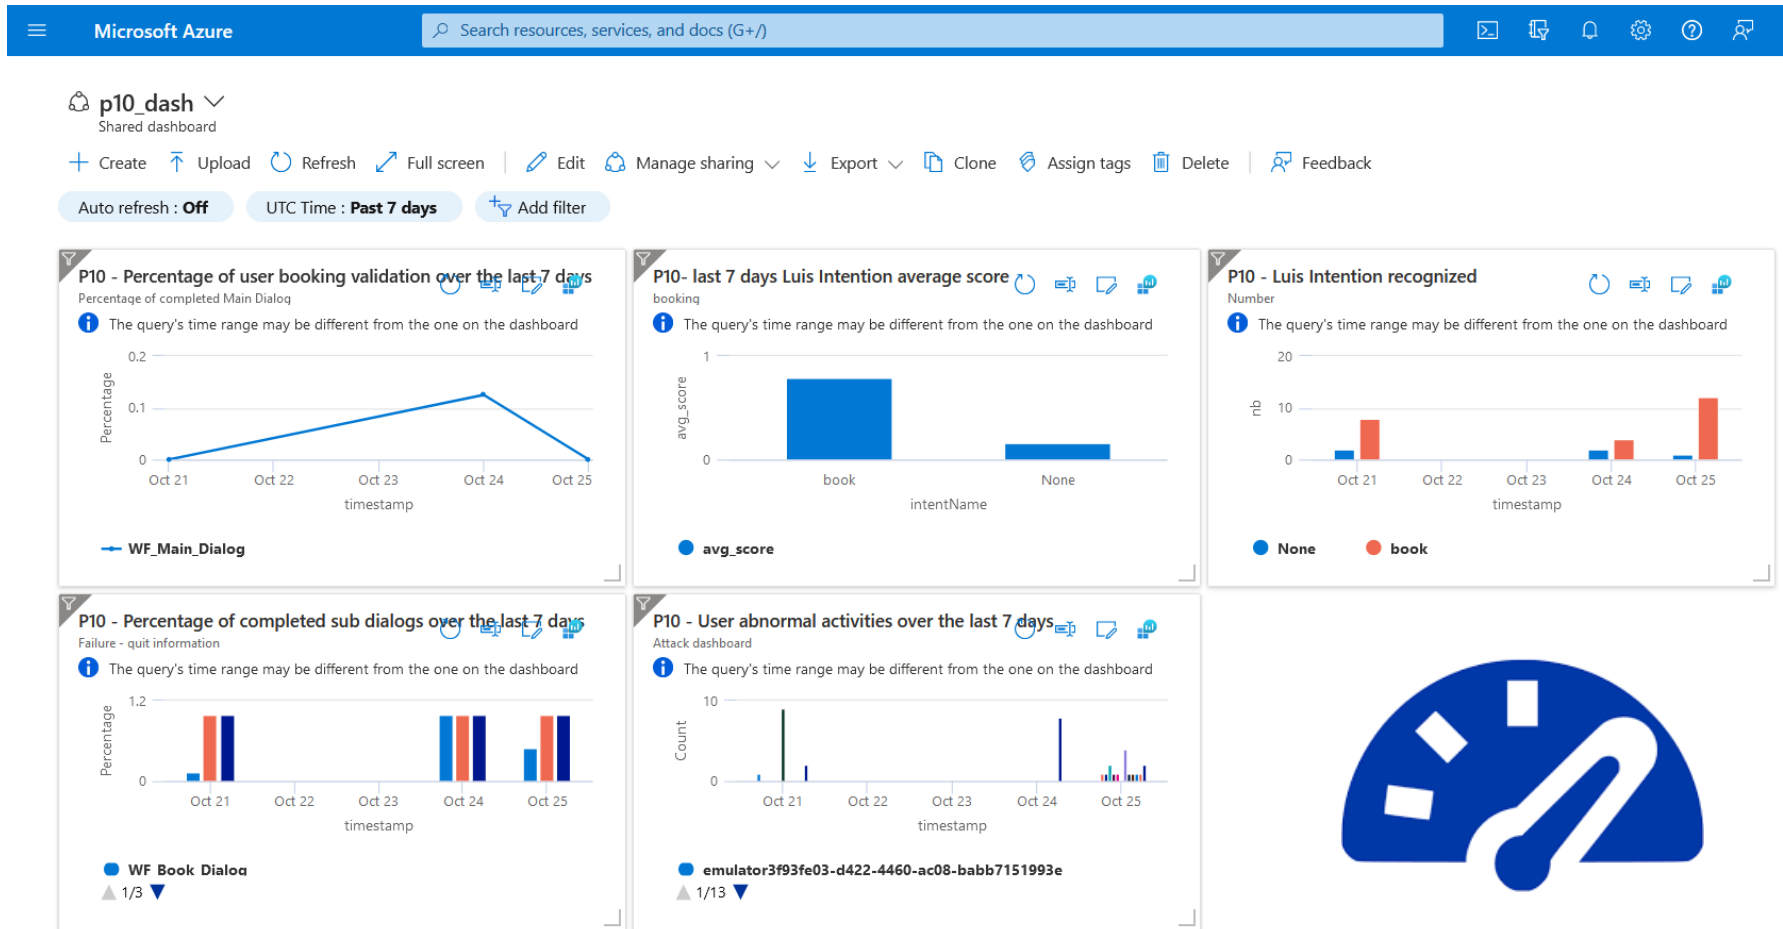 Microsoft Azure
Search resources, services, and docs (G+/)
p10_dash
Shared dashboard
Create Upload Refresh Full screen Edit Manage sharing Export Clone Assign tags Delete Feedback
Auto refresh : Off UTC Time : Past 7 days Add filter
P10 - Percentage of user booking validation over the last 7 days
Percentage of completed Main Dialog
The query's time range may be different from the one on the dashboard
0.2
0.1
0
Percentage
Oct 21 Oct 22 Oct 23 Oct 24 Oct 25
timestamp
WF_Main_Dialog
P10- last 7 days Luis Intention average score
booking
The query's time range may be different from the one on the dashboard
1
0
avg_score
book None
intentName
avg_score
P10 - Luis Intention recognized
Number
The query's time range may be different from the one on the dashboard
20
10
0
nb
Oct 21 Oct 22 Oct 23 Oct 24 Oct 25
timestamp
None book
P10 - Percentage of completed sub dialogs over the last 7 days
Failure - quit information
The query's time range may be different from the one on the dashboard
1.2
0
Percentage
Oct 21 Oct 22 Oct 23 Oct 24 Oct 25
timestamp
WF_Book_Dialog
1/3
P10 - User abnormal activities over the last 7 days
Attack dashboard
The query's time range may be different from the one on the dashboard
10
0
Count
Oct 21 Oct 22 Oct 23 Oct 24 Oct 25
timestamp
emulator3f93fe03-d422-4460-ac08-babb7151993e
1/13